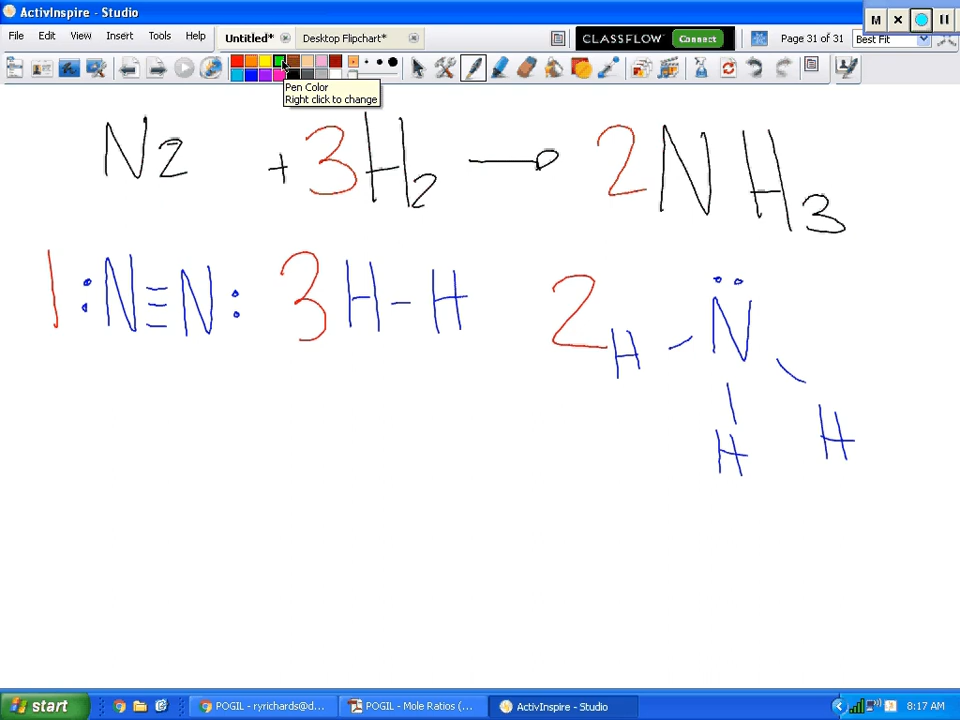 ActivInspire - Studio
M
File Edit View Insert Tools Untitled* Desktop Flipchart* CLASSFLOW Connect Page 31 of 31 Best Fit
Pen Color
Right click to change
N2 + 3H2 → 2NH3
1 :N≡N: 3 H-H 2 H - N̈ - H
H
start POGIL - ryrichards@d... POGIL - Mole Ratios (... ActivInspire - Studio 8:17 AM